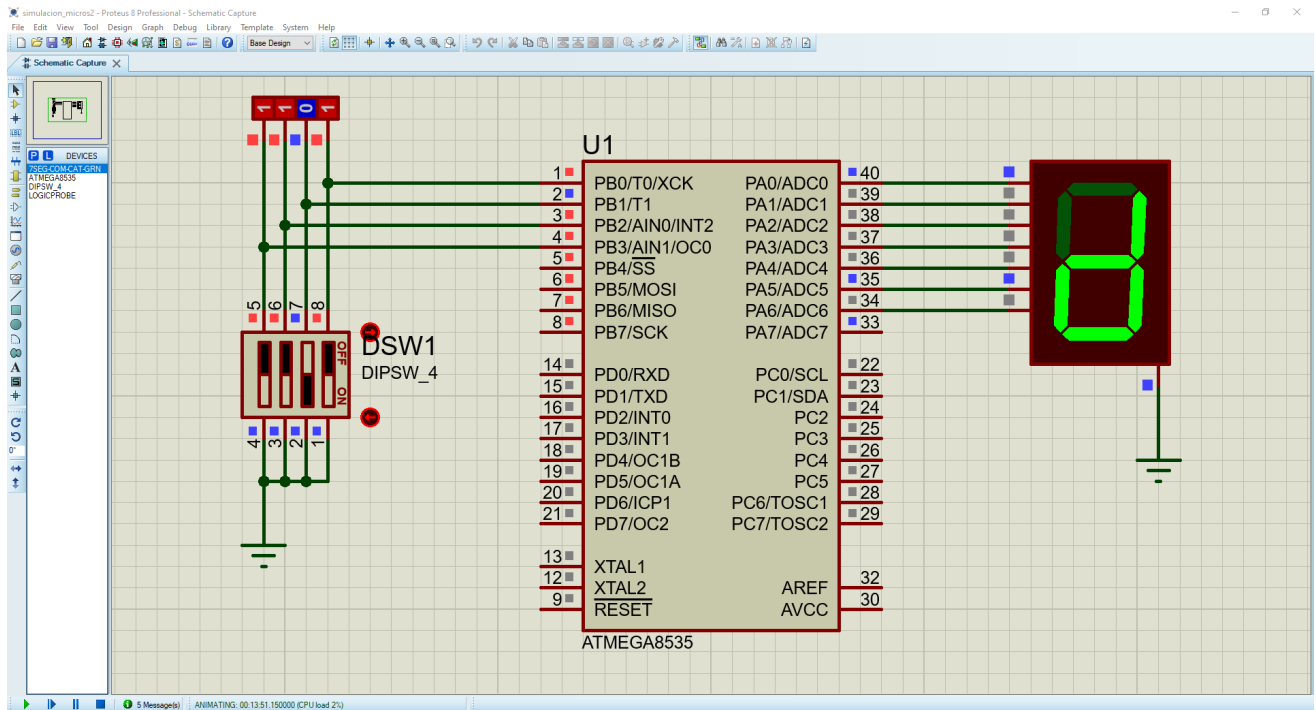 simulacion_micros2 - Proteus 8 Professional - Schematic Capture
File Edit View Tool Design Graph Debug Library Template System Help
Base Design
Schematic Capture
P L DEVICES
7SEG-COM-CAT-GRN
ATMEGA8535
DIPSW_4
LOGICPROBE
LBL
A
S
0°
1 1 0 1
5 6 7 8
OFF
ON
4 3 2 1
DSW1
DIPSW_4
U1
1 PB0/T0/XCK PA0/ADC0 40
2 PB1/T1 PA1/ADC1 39
3 PB2/AIN0/INT2 PA2/ADC2 38
4 PB3/AIN1/OC0 PA3/ADC3 37
5 PB4/SS PA4/ADC4 36
6 PB5/MOSI PA5/ADC5 35
7 PB6/MISO PA6/ADC6 34
8 PB7/SCK PA7/ADC7 33
14 PD0/RXD PC0/SCL 22
15 PD1/TXD PC1/SDA 23
16 PD2/INT0 PC2 24
17 PD3/INT1 PC3 25
18 PD4/OC1B PC4 26
19 PD5/OC1A PC5 27
20 PD6/ICP1 PC6/TOSC1 28
21 PD7/OC2 PC7/TOSC2 29
13 XTAL1
12 XTAL2 AREF 32
9 RESET AVCC 30
ATMEGA8535
5 Message(s) ANIMATING: 00:13:51.150000 (CPU load 2%)